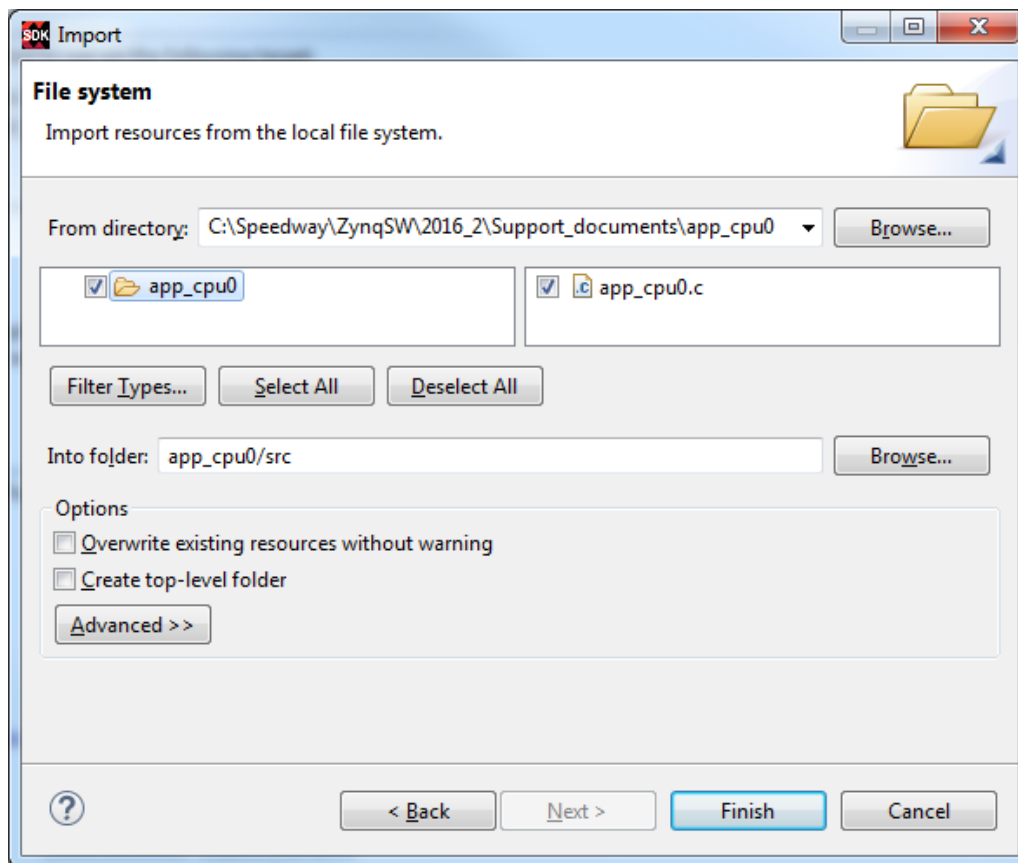 SDK Import
File system
Import resources from the local file system.
From directory: C:\Speedway\ZynqSW\2016_2\Support_documents\app_cpu0 Browse...
app_cpu0 .c app_cpu0.c
Filter Types... Select All Deselect All
Into folder: app_cpu0/src Browse...
Options
Overwrite existing resources without warning
Create top-level folder
Advanced >>
? < Back Next > Finish Cancel